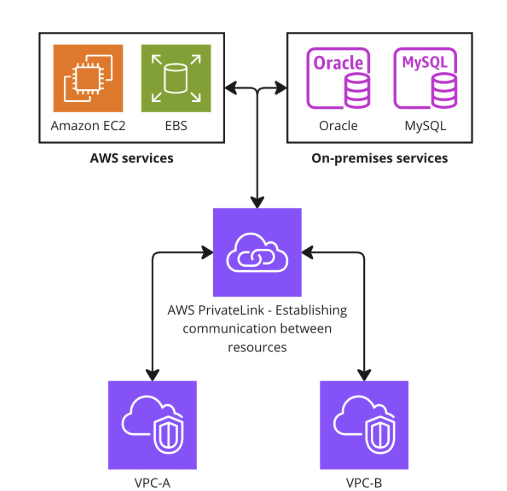 Oracle
MySQL
Amazon EC2
EBS
Oracle
MySQL
AWS services
On-premises services
AWS PrivateLink - Establishing
communication between
resources
VPC-A
VPC-B